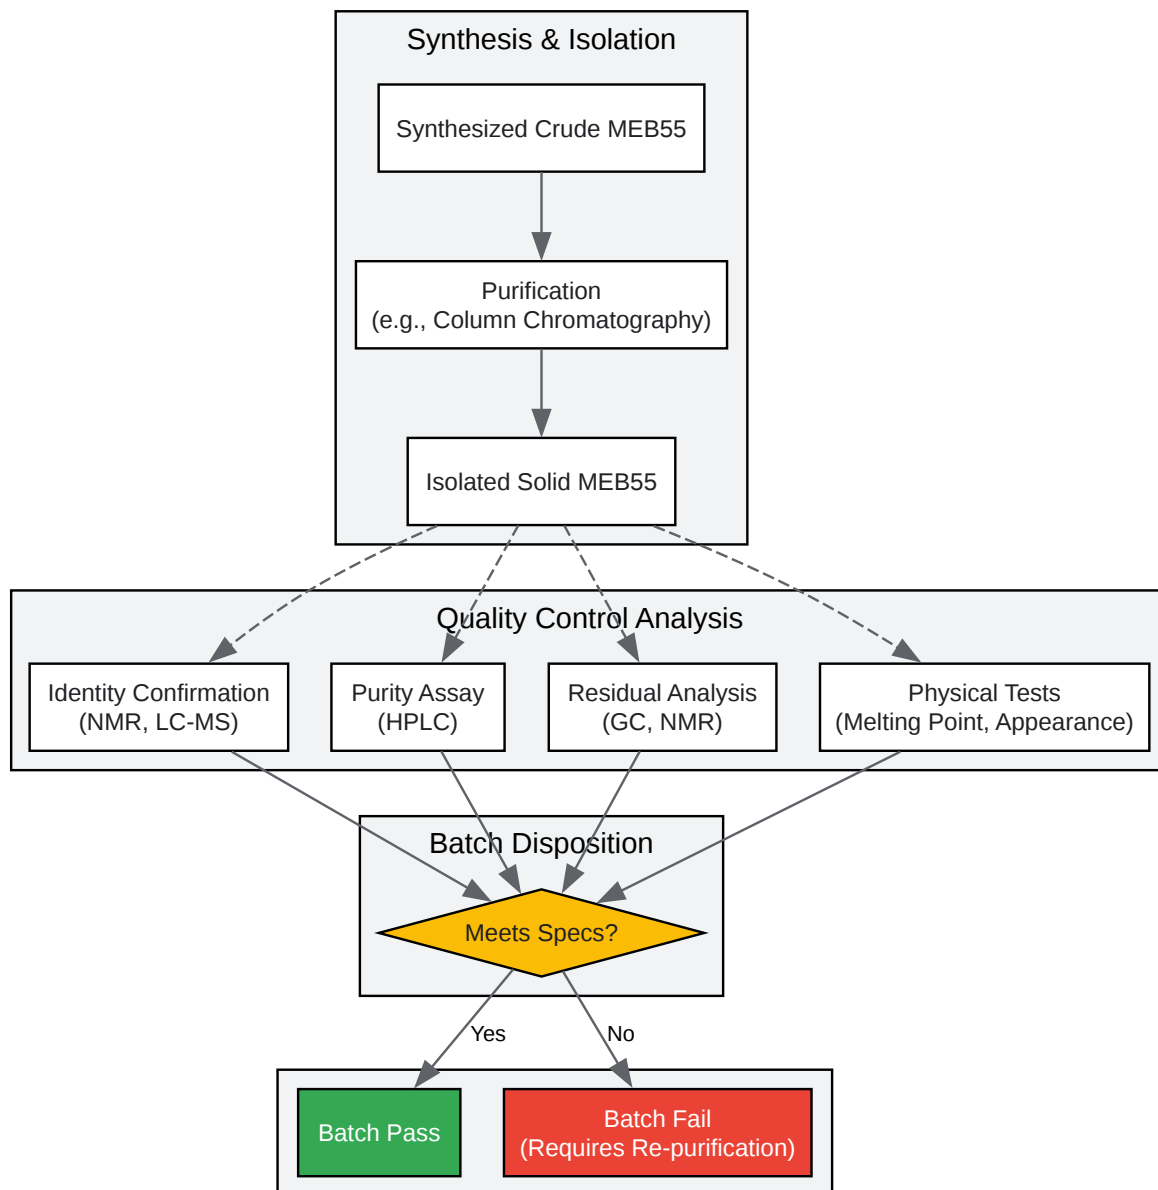 Synthesis & Isolation
Synthesized Crude MEB55
Purification
(e.g., Column Chromatography)
Isolated Solid MEB55
Quality Control Analysis
Identity Confirmation
(NMR, LC-MS)
Purity Assay
(HPLC)
Residual Analysis
(GC, NMR)
Physical Tests
(Melting Point, Appearance)
Batch Disposition
Meets Specs?
Yes
No
Batch Pass
Batch Fail
(Requires Re-purification)